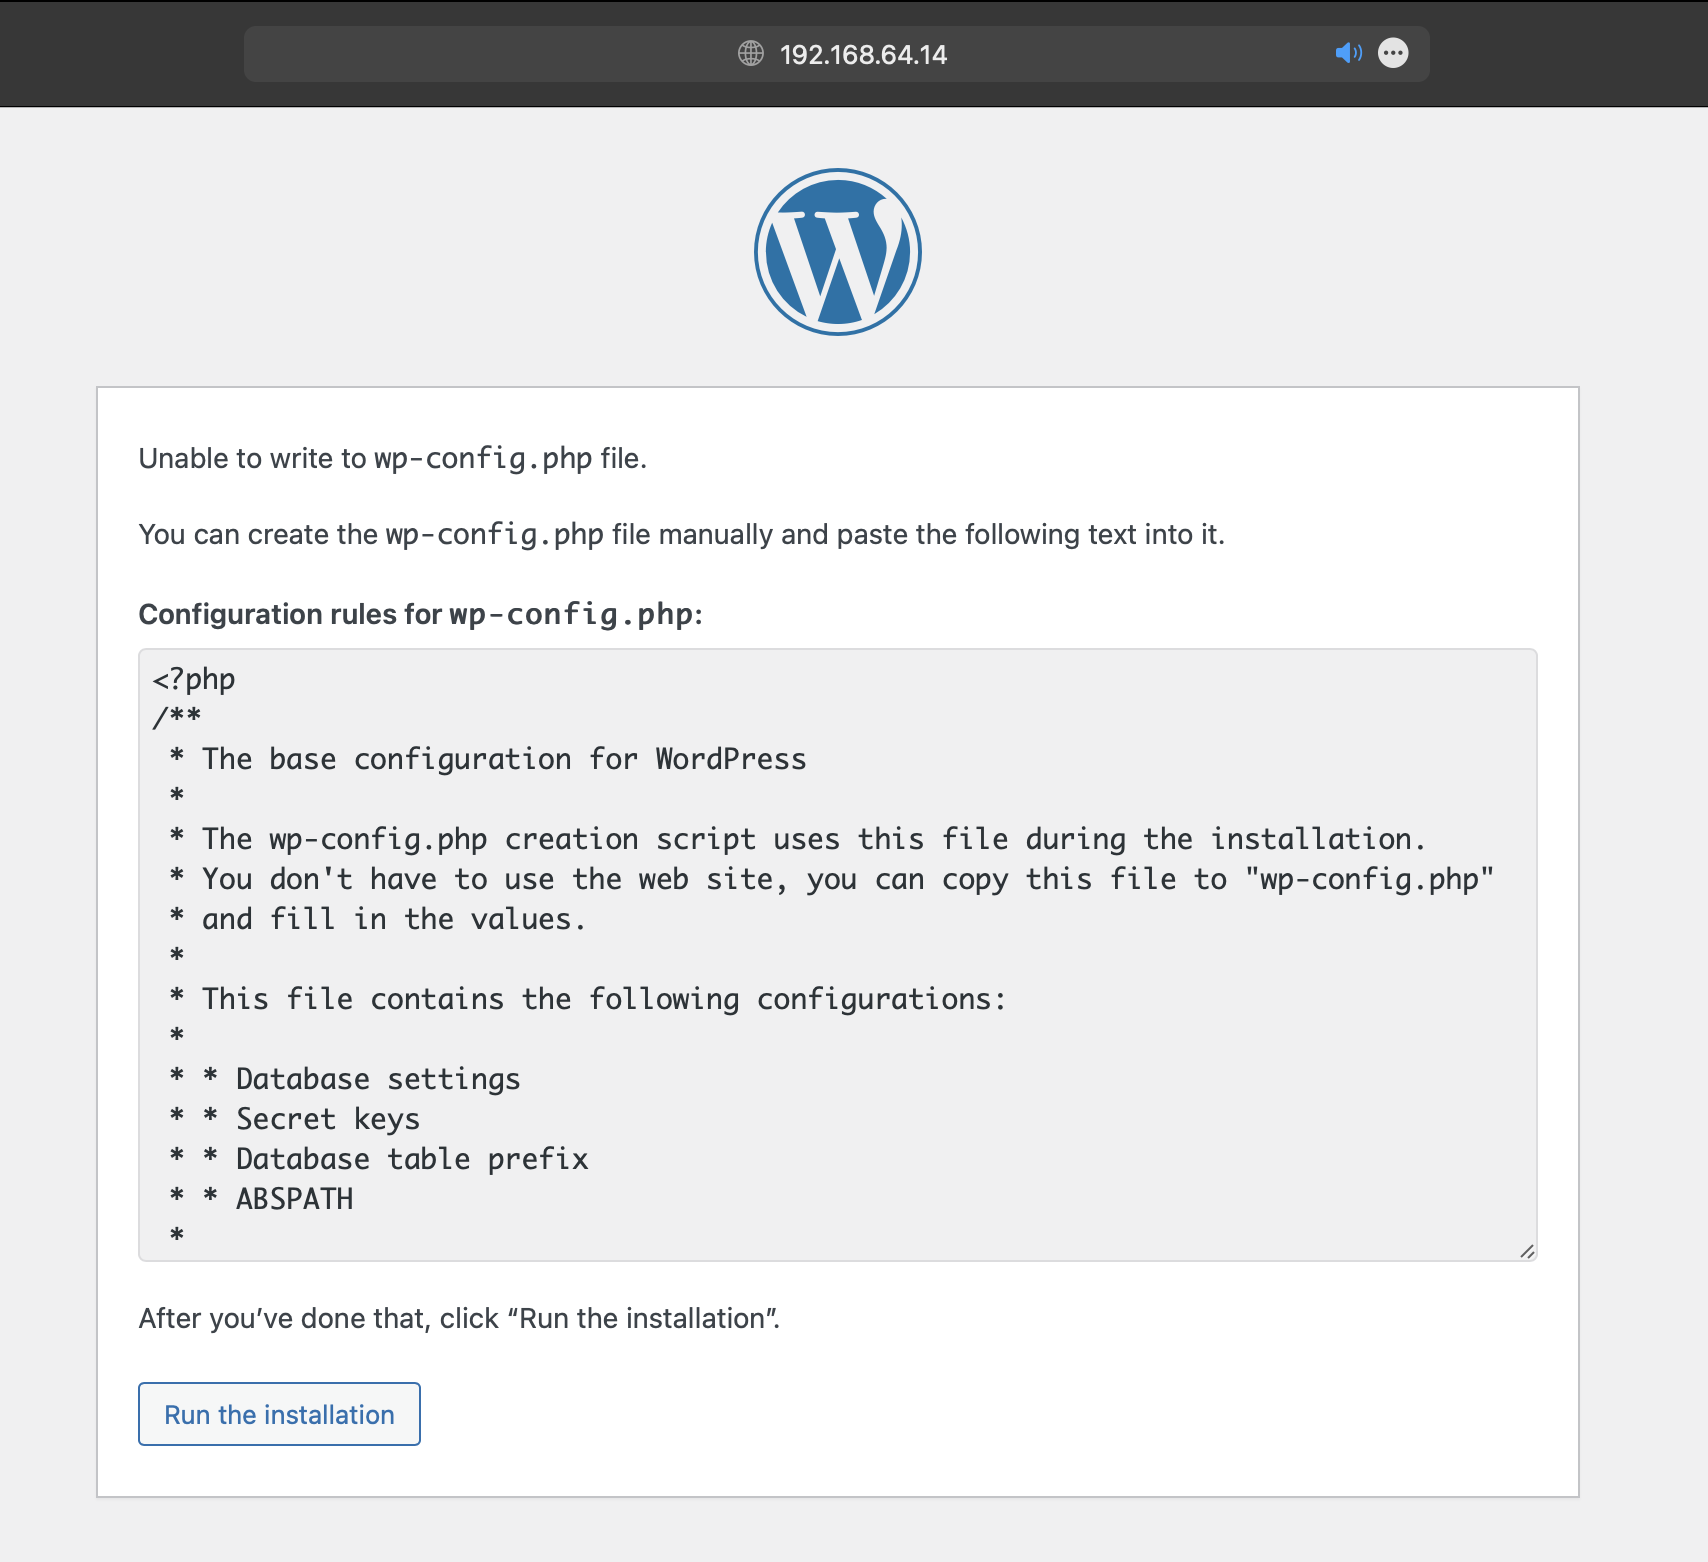 192.168.64.14
Unable to write to wp-config.php file.
You can create the wp-config.php file manually and paste the following text into it.
Configuration rules for wp-config.php:
<?php
/**
 * The base configuration for WordPress
 *
 * The wp-config.php creation script uses this file during the installation.
 * You don't have to use the web site, you can copy this file to "wp-config.php"
 * and fill in the values.
 *
 * This file contains the following configurations:
 *
 * * Database settings
 * * Secret keys
 * * Database table prefix
 * * ABSPATH
 *
After you’ve done that, click “Run the installation”.
Run the installation